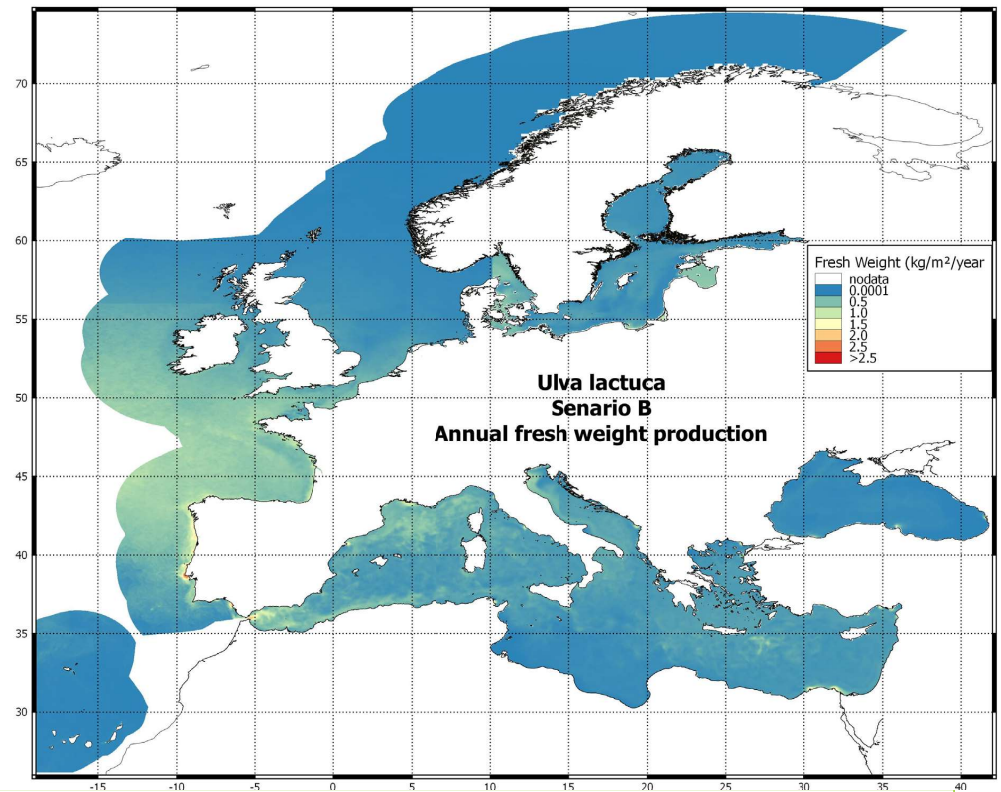 70
65
60
Fresh Weight (kg/m²/year
nodata
0.0001
0.5
1.0
1.5
2.0
2.5
>2.5
55
Ulva lactuca
Senario B
Annual fresh weight production
50
45
40
35
30
-15 -10 -5 0 5 10 15 20 25 30 35 40